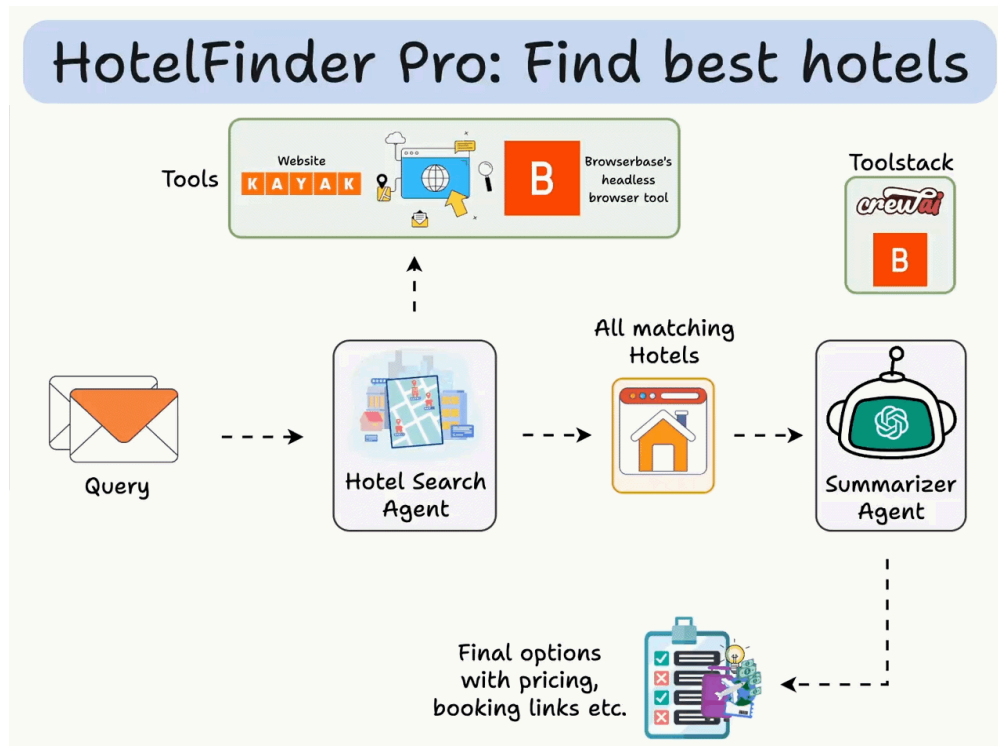 HotelFinder Pro: Find best hotels
Tools
Website
KAYAK
B
Browserbase's
headless
browser tool
Toolstack
crewai
B
Query
Hotel Search
Agent
All matching
Hotels
Summarizer
Agent
Final options
with pricing,
booking links etc.